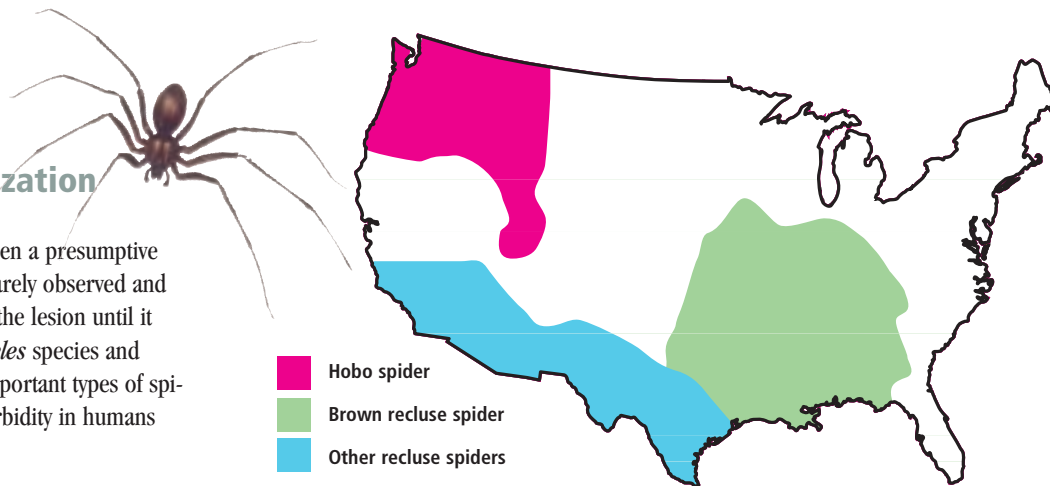 zation
en a presumptive
urely observed and
the lesion until it
les species and
portant types of spi-
rbidity in humans
Hobo spider
Brown recluse spider
Other recluse spiders